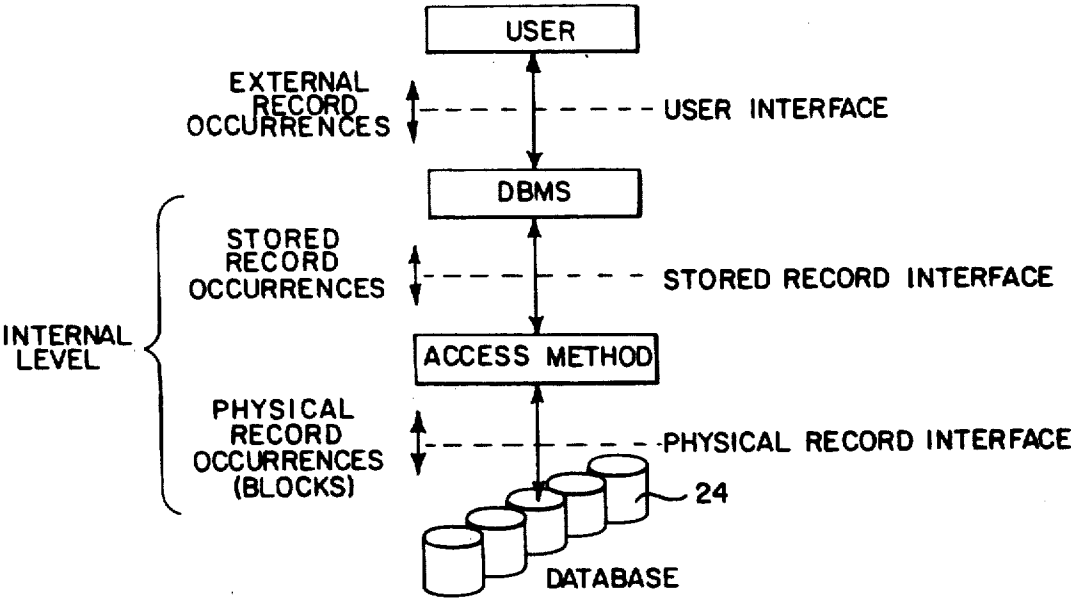 USER
EXTERNAL
RECORD
OCCURRENCES
USER INTERFACE
DBMS
STORED
RECORD
OCCURRENCES
STORED RECORD INTERFACE
INTERNAL
LEVEL
ACCESS METHOD
PHYSICAL
RECORD
OCCURRENCES
(BLOCKS)
PHYSICAL RECORD INTERFACE
24
DATABASE